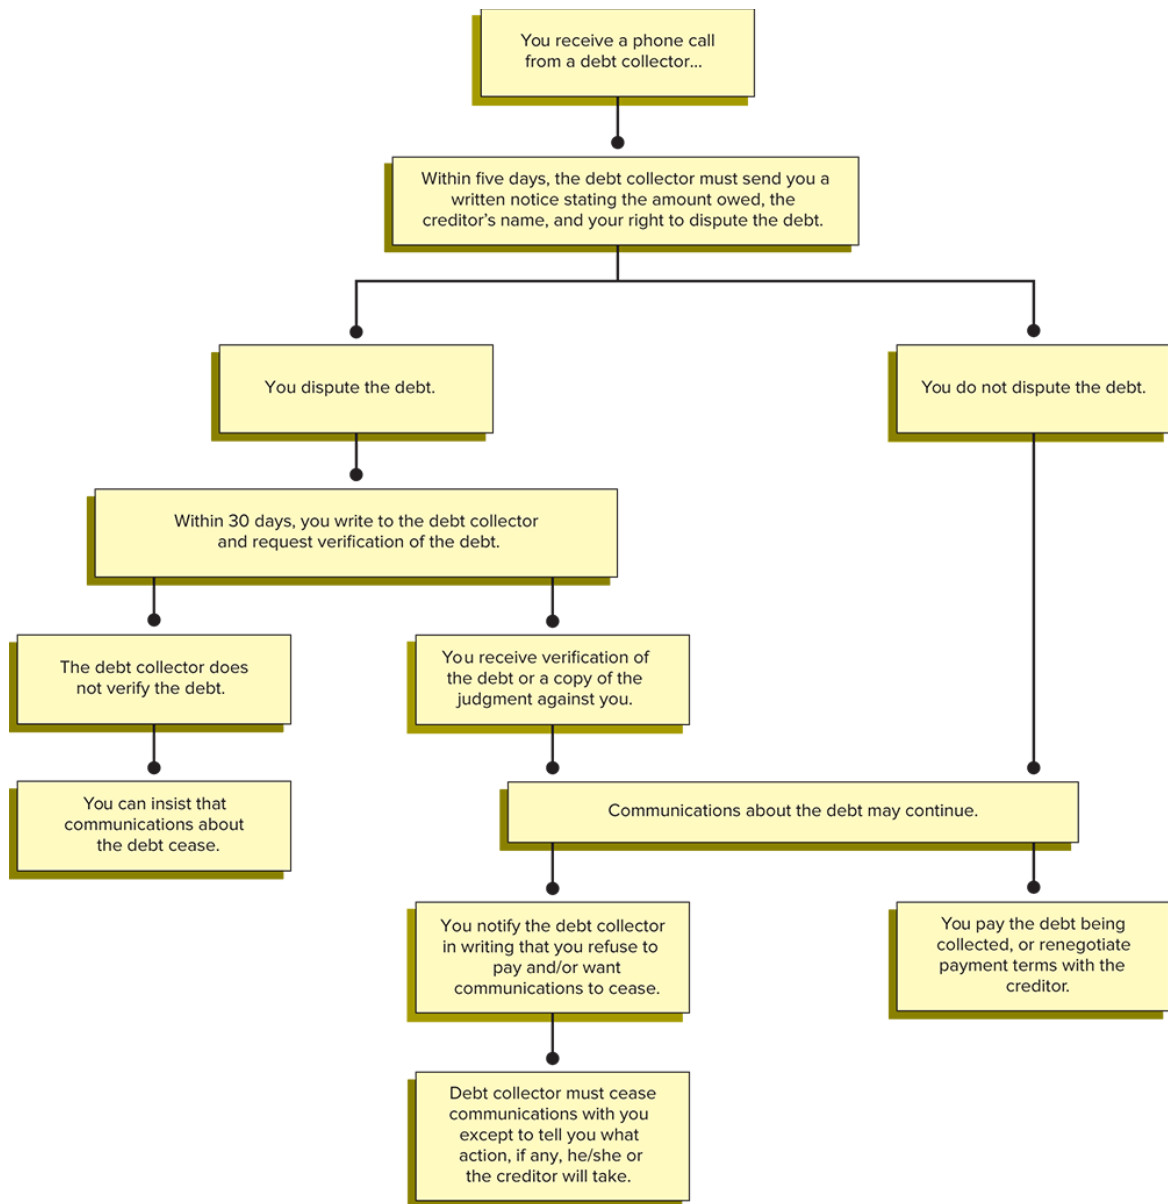 You receive a phone call
from a debt collector...
Within five days, the debt collector must send you a
written notice stating the amount owed, the
creditor’s name, and your right to dispute the debt.
You dispute the debt.
You do not dispute the debt.
Within 30 days, you write to the debt collector
and request verification of the debt.
The debt collector does
not verify the debt.
You receive verification of
the debt or a copy of the
judgment against you.
You can insist that
communications about
the debt cease.
Communications about the debt may continue.
You notify the debt collector
in writing that you refuse to
pay and/or want
communications to cease.
You pay the debt being
collected, or renegotiate
payment terms with the
creditor.
Debt collector must cease
communications with you
except to tell you what
action, if any, he/she or
the creditor will take.